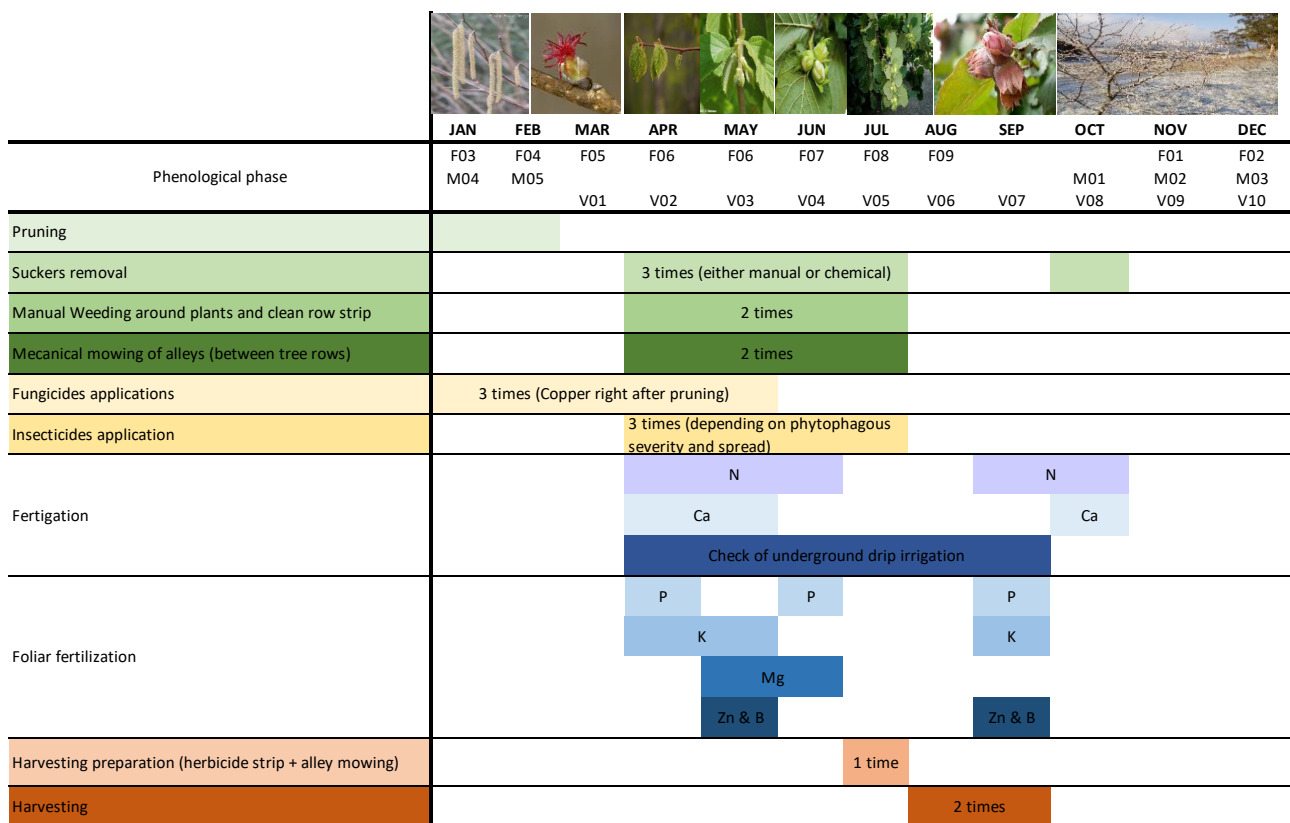 JAN FEB MAR APR MAY JUN JUL AUG SEP OCT NOV DEC
Phenological phase
F03 F04 F05 F06 F06 F07 F08 F09 F01 F02
M04 M05 M01 M02 M03
V01 V02 V03 V04 V05 V06 V07 V08 V09 V10
Pruning
Suckers removal 3 times (either manual or chemical)
Manual Weeding around plants and clean row strip 2 times
Mecanical mowing of alleys (between tree rows) 2 times
Fungicides applications 3 times (Copper right after pruning)
Insecticides application 3 times (depending on phytophagous
severity and spread)
N N
Fertigation
Ca Ca
Check of underground drip irrigation
P P P
K K
Foliar fertilization
Mg
Zn & B Zn & B
Harvesting preparation (herbicide strip + alley mowing) 1 time
Harvesting 2 times